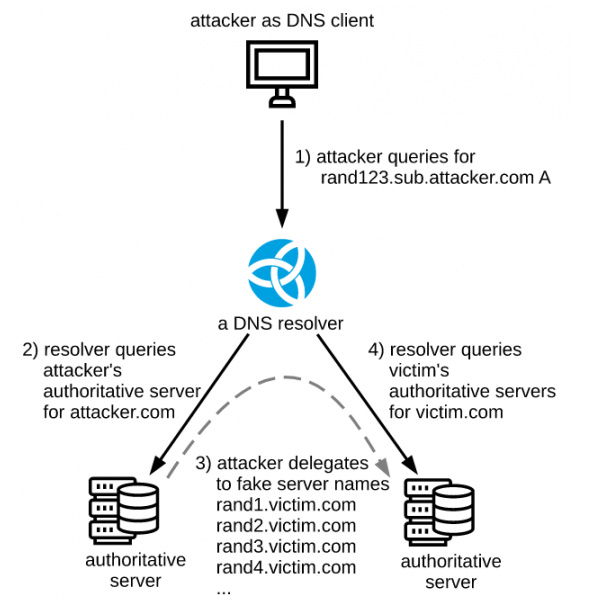 attacker as DNS client
1) attacker queries for
rand123.sub.attacker.com A
a DNS resolver
2) resolver queries
attacker's
authoritative server
for attacker.com
4) resolver queries
victim's
authoritative servers
for victim.com
3) attacker delegates
to fake server names
rand1.victim.com
rand2.victim.com
rand3.victim.com
rand4.victim.com
...
authoritative
server
authoritative
server